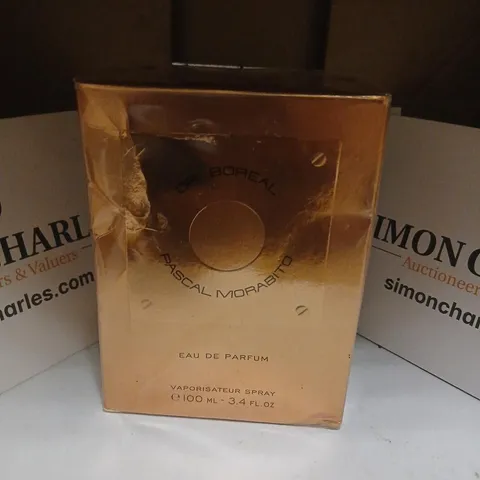 OR BOREAL
PASCAL MORABITO
EAU DE PARFUM
VAPORISATEUR SPRAY
℮ 100 ML - 3.4 FL.OZ
CHARL
rs & Valuers
harles.com
IMON C
Auctioneer
simonchar